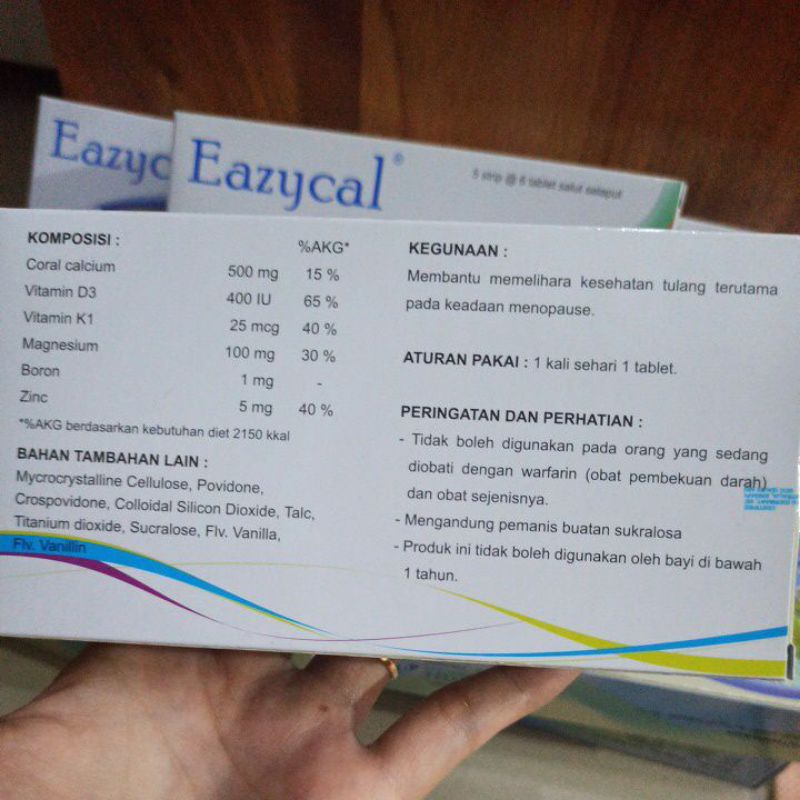 Eazyc
Eazycal®
5 strip @ 6 tablet salut selaput
KOMPOSISI :
%AKG*
Coral calcium 500 mg 15 %
Vitamin D3 400 IU 65 %
Vitamin K1 25 mcg 40 %
Magnesium 100 mg 30 %
Boron 1 mg -
Zinc 5 mg 40 %
*%AKG berdasarkan kebutuhan diet 2150 kkal
BAHAN TAMBAHAN LAIN :
Mycrocrystalline Cellulose, Povidone,
Crospovidone, Colloidal Silicon Dioxide, Talc,
Titanium dioxide, Sucralose, Flv. Vanilla,
Flv. Vanillin
KEGUNAAN :
Membantu memelihara kesehatan tulang terutama
pada keadaan menopause.
ATURAN PAKAI : 1 kali sehari 1 tablet.
PERINGATAN DAN PERHATIAN :
- Tidak boleh digunakan pada orang yang sedang
diobati dengan warfarin (obat pembekuan darah)
dan obat sejenisnya.
- Mengandung pemanis buatan sukralosa
- Produk ini tidak boleh digunakan oleh bayi di bawah
1 tahun.